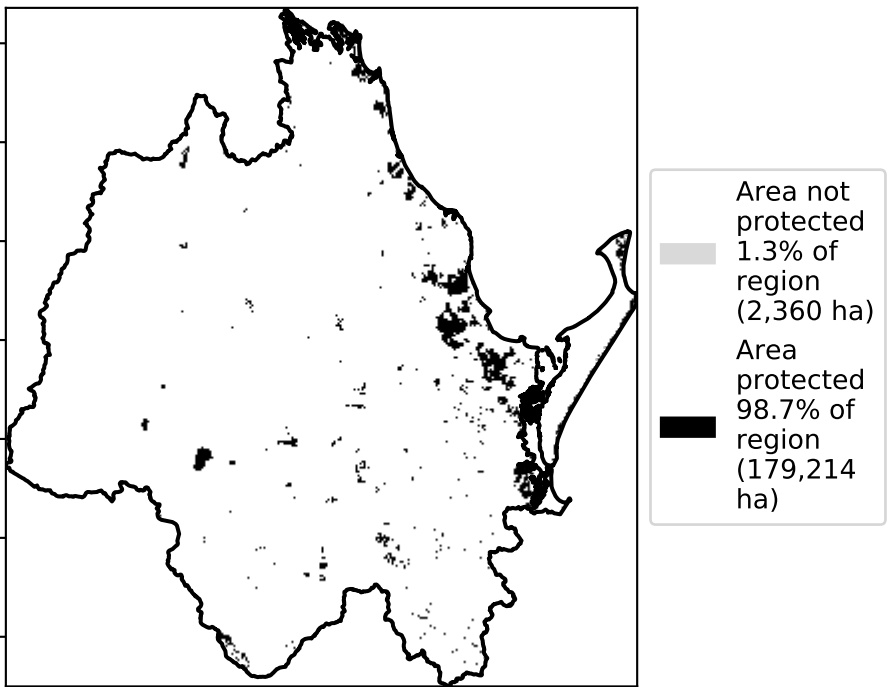 Area not
protected
1.3% of
region
(2,360 ha)
Area
protected
98.7% of
region
(179,214
ha)